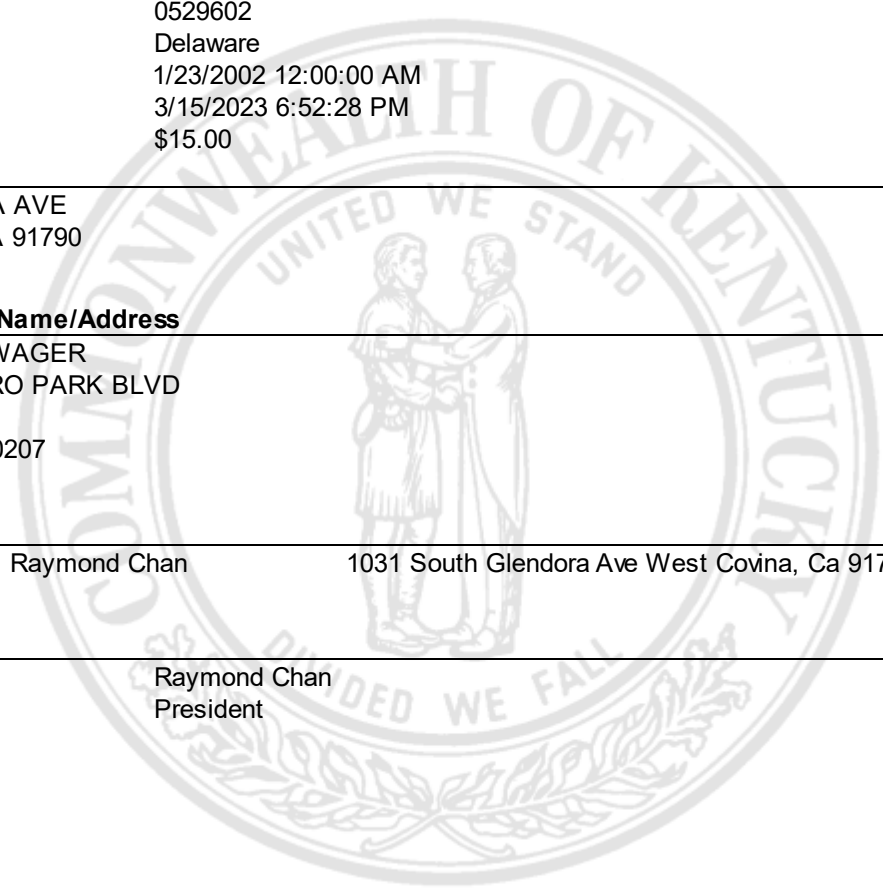 0529602
Delaware
1/23/2002 12:00:00 AM
3/15/2023 6:52:28 PM
$15.00
A AVE
A 91790
Name/Address
WAGER
RO PARK BLVD
0207
Raymond Chan 1031 South Glendora Ave West Covina, Ca 917
Raymond Chan
President
COMMONWEALTH OF KENTUCKY
UNITED WE STAND
DIVIDED WE FALL